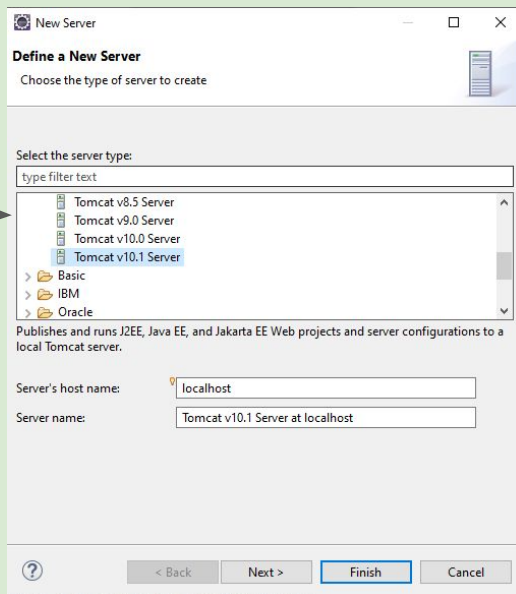 New Server
Define a New Server
Choose the type of server to create
Select the server type:
type filter text
Tomcat v8.5 Server
Tomcat v9.0 Server
Tomcat v10.0 Server
Tomcat v10.1 Server
Basic
IBM
Oracle
Publishes and runs J2EE, Java EE, and Jakarta EE Web projects and server configurations to a
local Tomcat server.
Server's host name: localhost
Server name: Tomcat v10.1 Server at localhost
? < Back Next > Finish Cancel